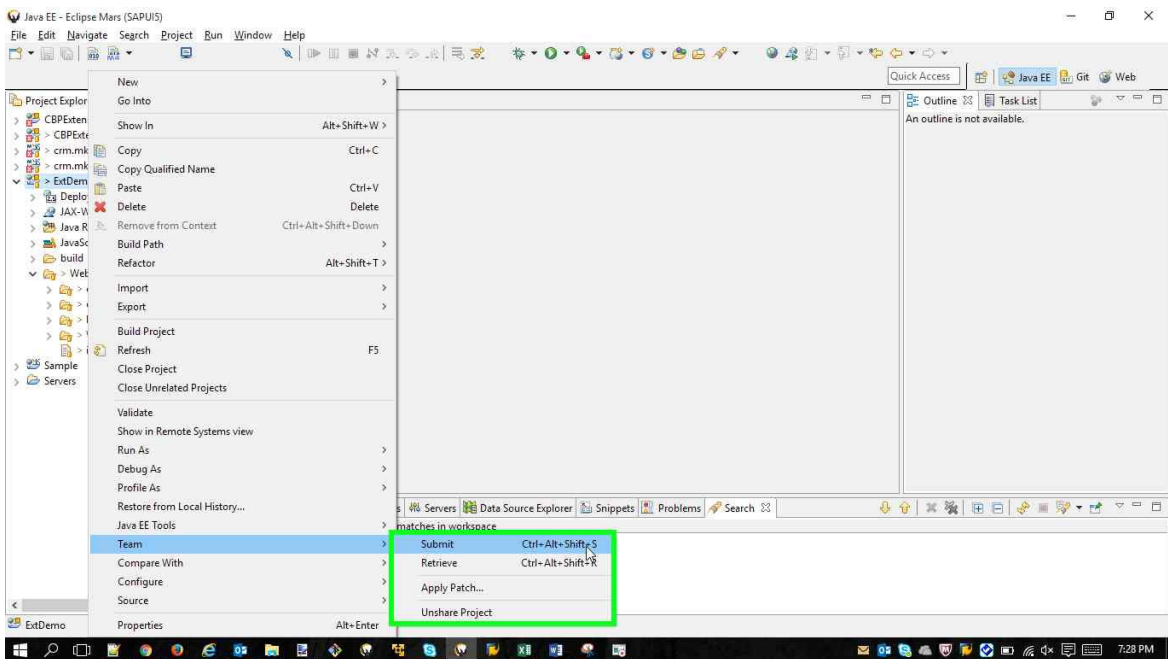 Java EE - Eclipse Mars (SAPUI5)
File Edit Navigate Search Project Run Window Help
Quick Access Java EE Git Web
Project Explor
CBPExten
> CBPExte
> crm.mk
> crm.mk
> ExtDem
Deplo
JAX-W
Java R
JavaSc
build
> Web
Sample
Servers
New
Go Into
Show In Alt+Shift+W >
Copy Ctrl+C
Copy Qualified Name
Paste Ctrl+V
Delete Delete
Remove from Context Ctrl+Alt+Shift+Down
Build Path
Refactor Alt+Shift+T >
Import
Export
Build Project
Refresh F5
Close Project
Close Unrelated Projects
Validate
Show in Remote Systems view
Run As
Debug As
Profile As
Restore from Local History...
Java EE Tools
Team
Compare With
Configure
Source
Properties Alt+Enter
Submit Ctrl+Alt+Shift+S
Retrieve Ctrl+Alt+Shift+R
Apply Patch...
Unshare Project
Outline Task List
An outline is not available.
s Servers Data Source Explorer Snippets Problems Search
matches in workspace
ExtDemo
7:28 PM